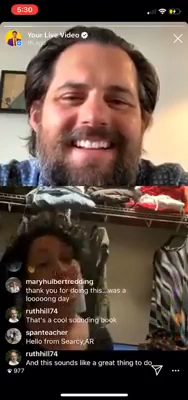 5:30
Your Live Video
maryhulbertredding
thank you for doing this...was a
looooong day
ruthhill74
That's a cool sounding book
spanteacher
Hello from Searcy,AR
ruthhill74
And this sounds like a great thing to do
977